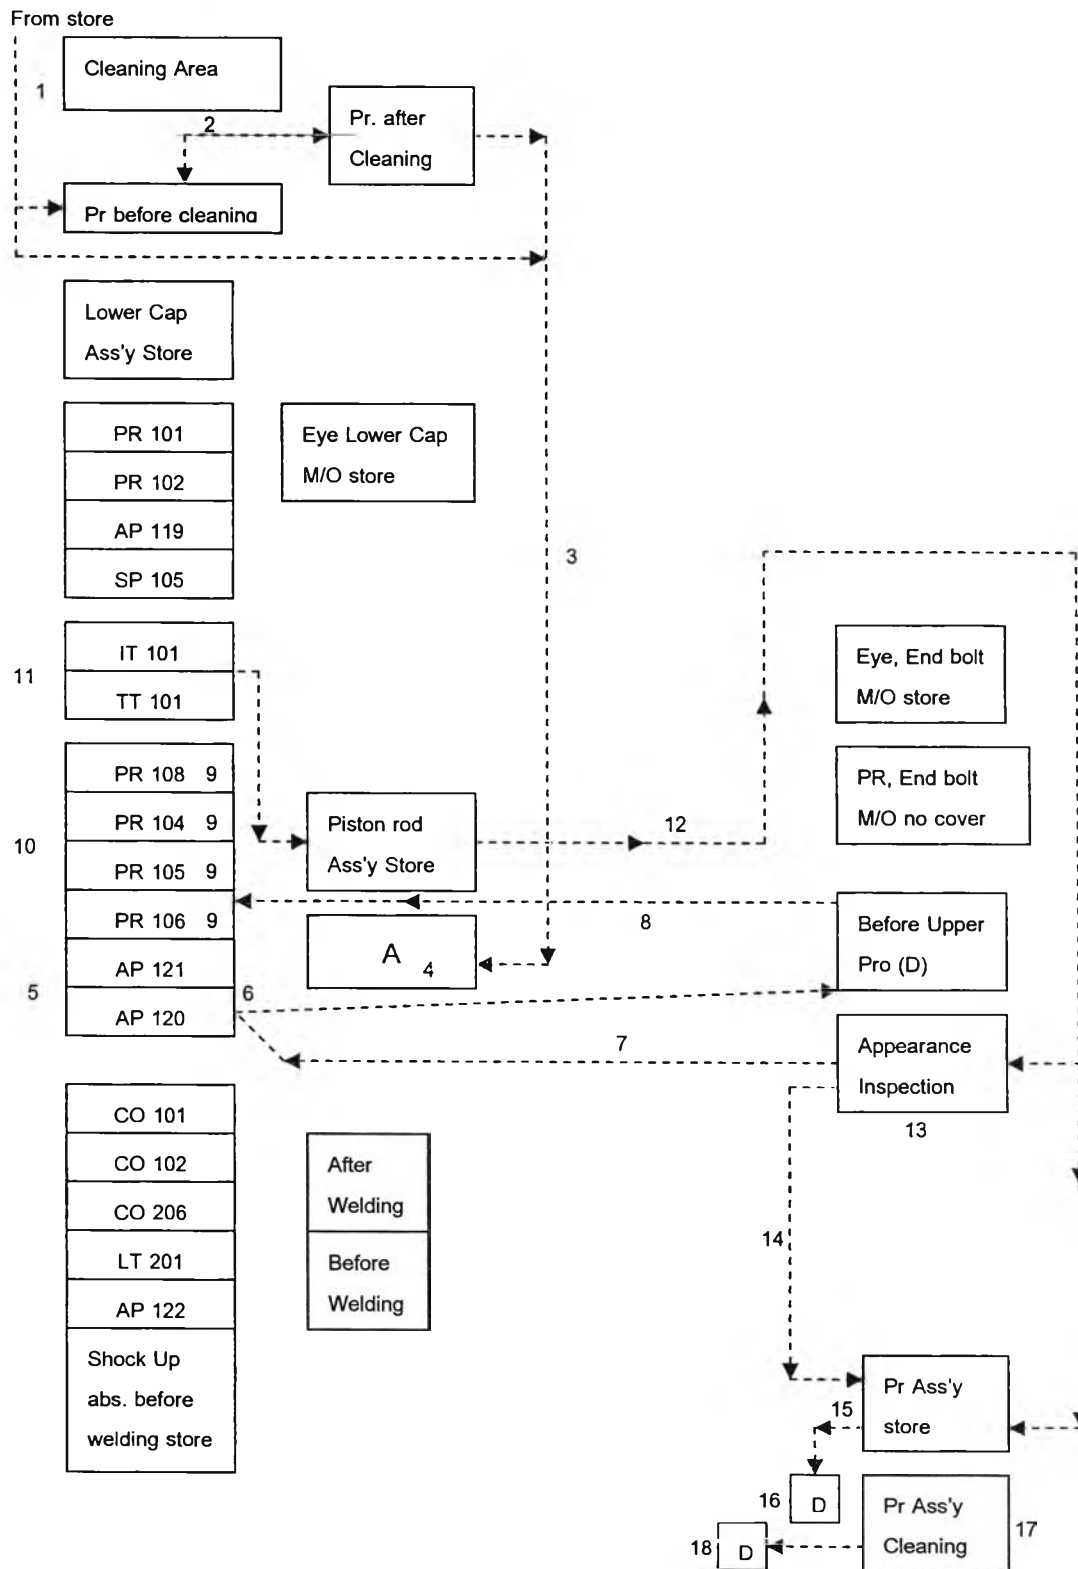 From store
Cleaning Area
1
2
Pr. after
Cleaning
Pr before cleaning
Lower Cap
Ass'y Store
PR 101
PR 102
AP 119
SP 105
Eye Lower Cap
M/O store
3
IT 101
TT 101
11
Eye, End bolt
M/O store
PR 108 9
PR 104 9
PR 105 9
PR 106 9
AP 121
AP 120
10
5
6
Piston rod
Ass'y Store
12
PR, End bolt
M/O no cover
A 4
8
Before Upper
Pro (D)
7
Appearance
Inspection
13
CO 101
CO 102
CO 206
LT 201
AP 122
Shock Up
abs. before
welding store
After
Welding
Before
Welding
14
Pr Ass'y
store
15
16 D
Pr Ass'y
Cleaning
17
18 D